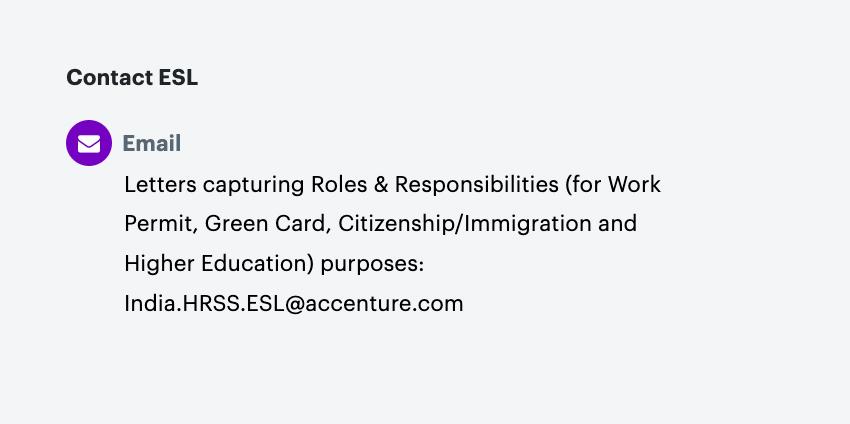 Contact ESL
Email
Letters capturing Roles & Responsibilities (for Work
Permit, Green Card, Citizenship/Immigration and
Higher Education) purposes:
India.HRSS.ESL@accenture.com